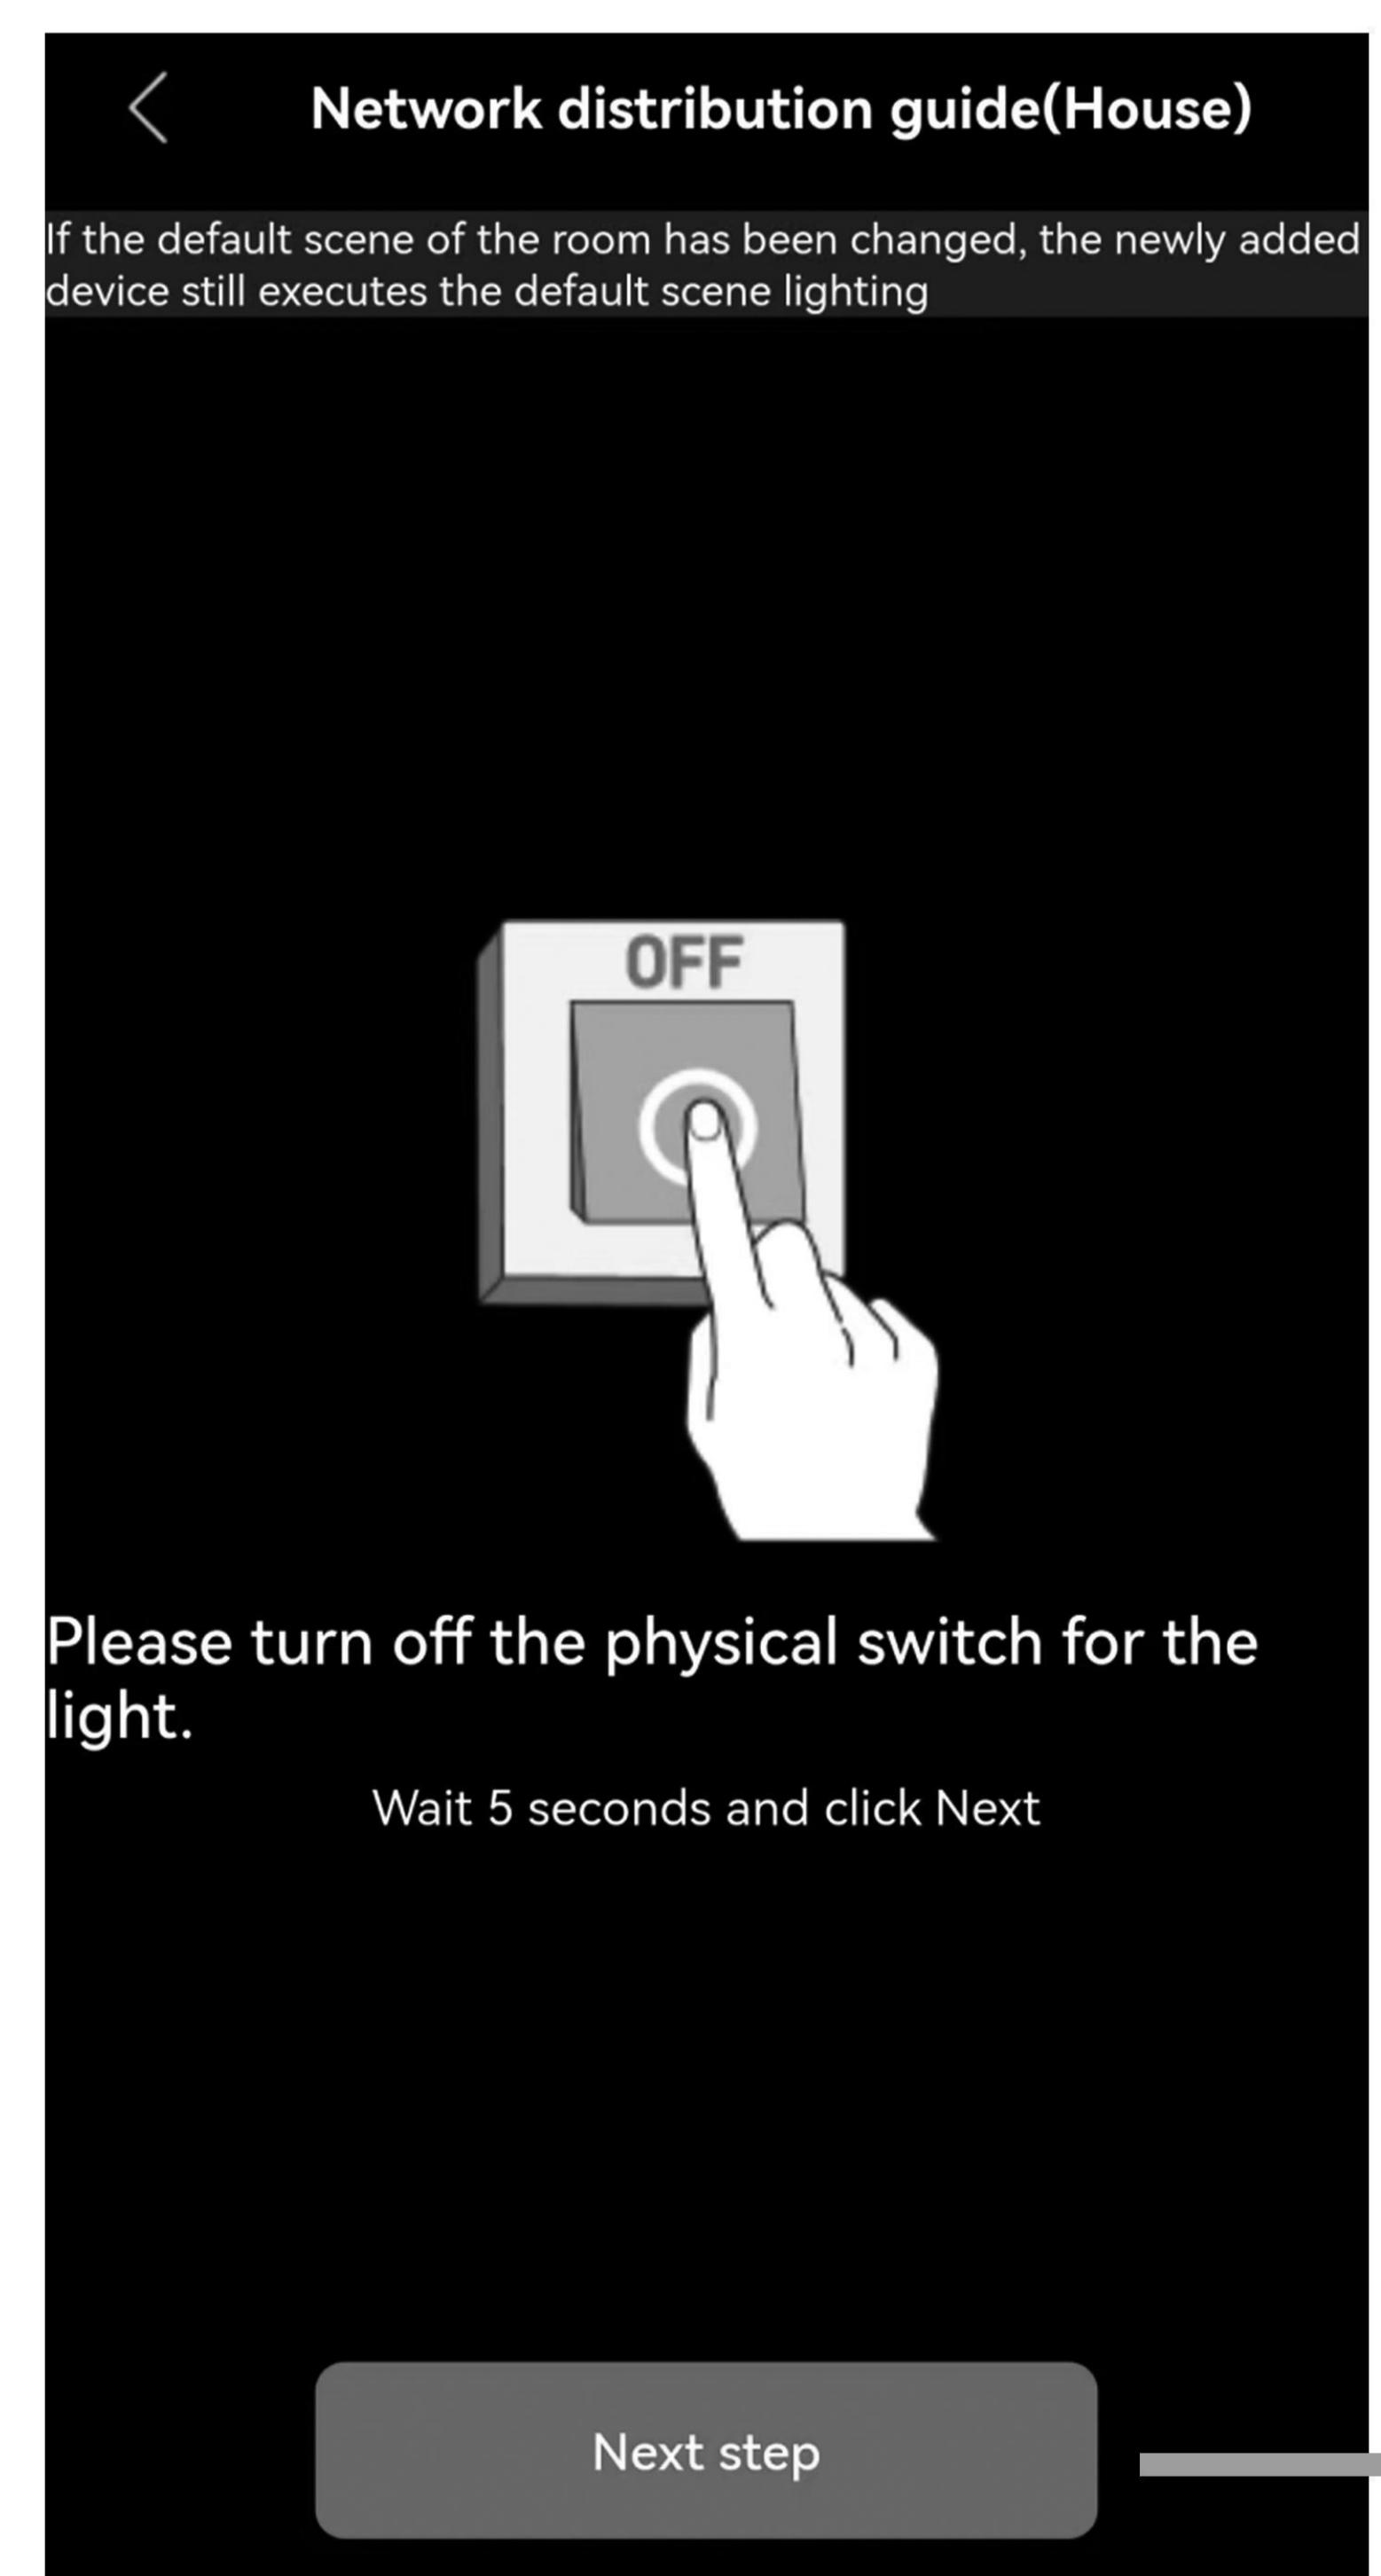 Network distribution guide(House)
If the default scene of the room has been changed, the newly added
device still executes the default scene lighting
OFF
Please turn off the physical switch for the
light.
Wait 5 seconds and click Next
Next step